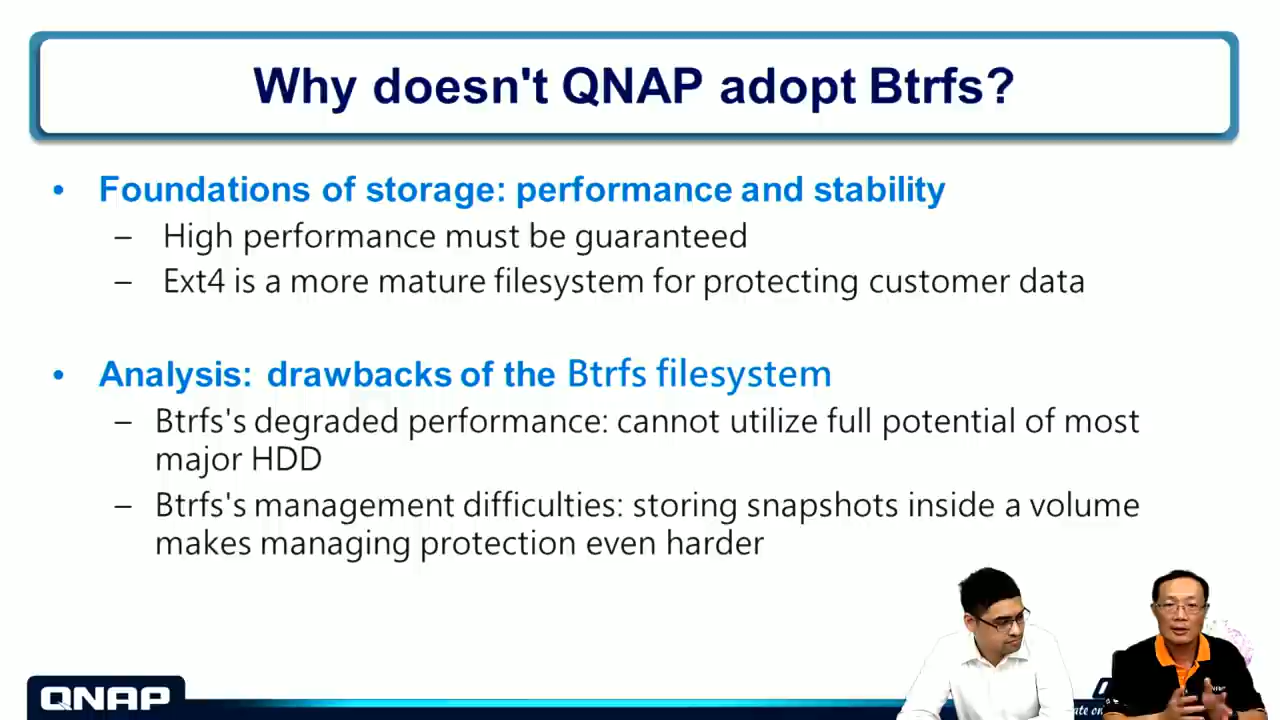 Why doesn't QNAP adopt Btrfs?
• Foundations of storage: performance and stability
– High performance must be guaranteed
– Ext4 is a more mature filesystem for protecting customer data
• Analysis: drawbacks of the Btrfs filesystem
– Btrfs's degraded performance: cannot utilize full potential of most
major HDD
– Btrfs's management difficulties: storing snapshots inside a volume
makes managing protection even harder
QNAP